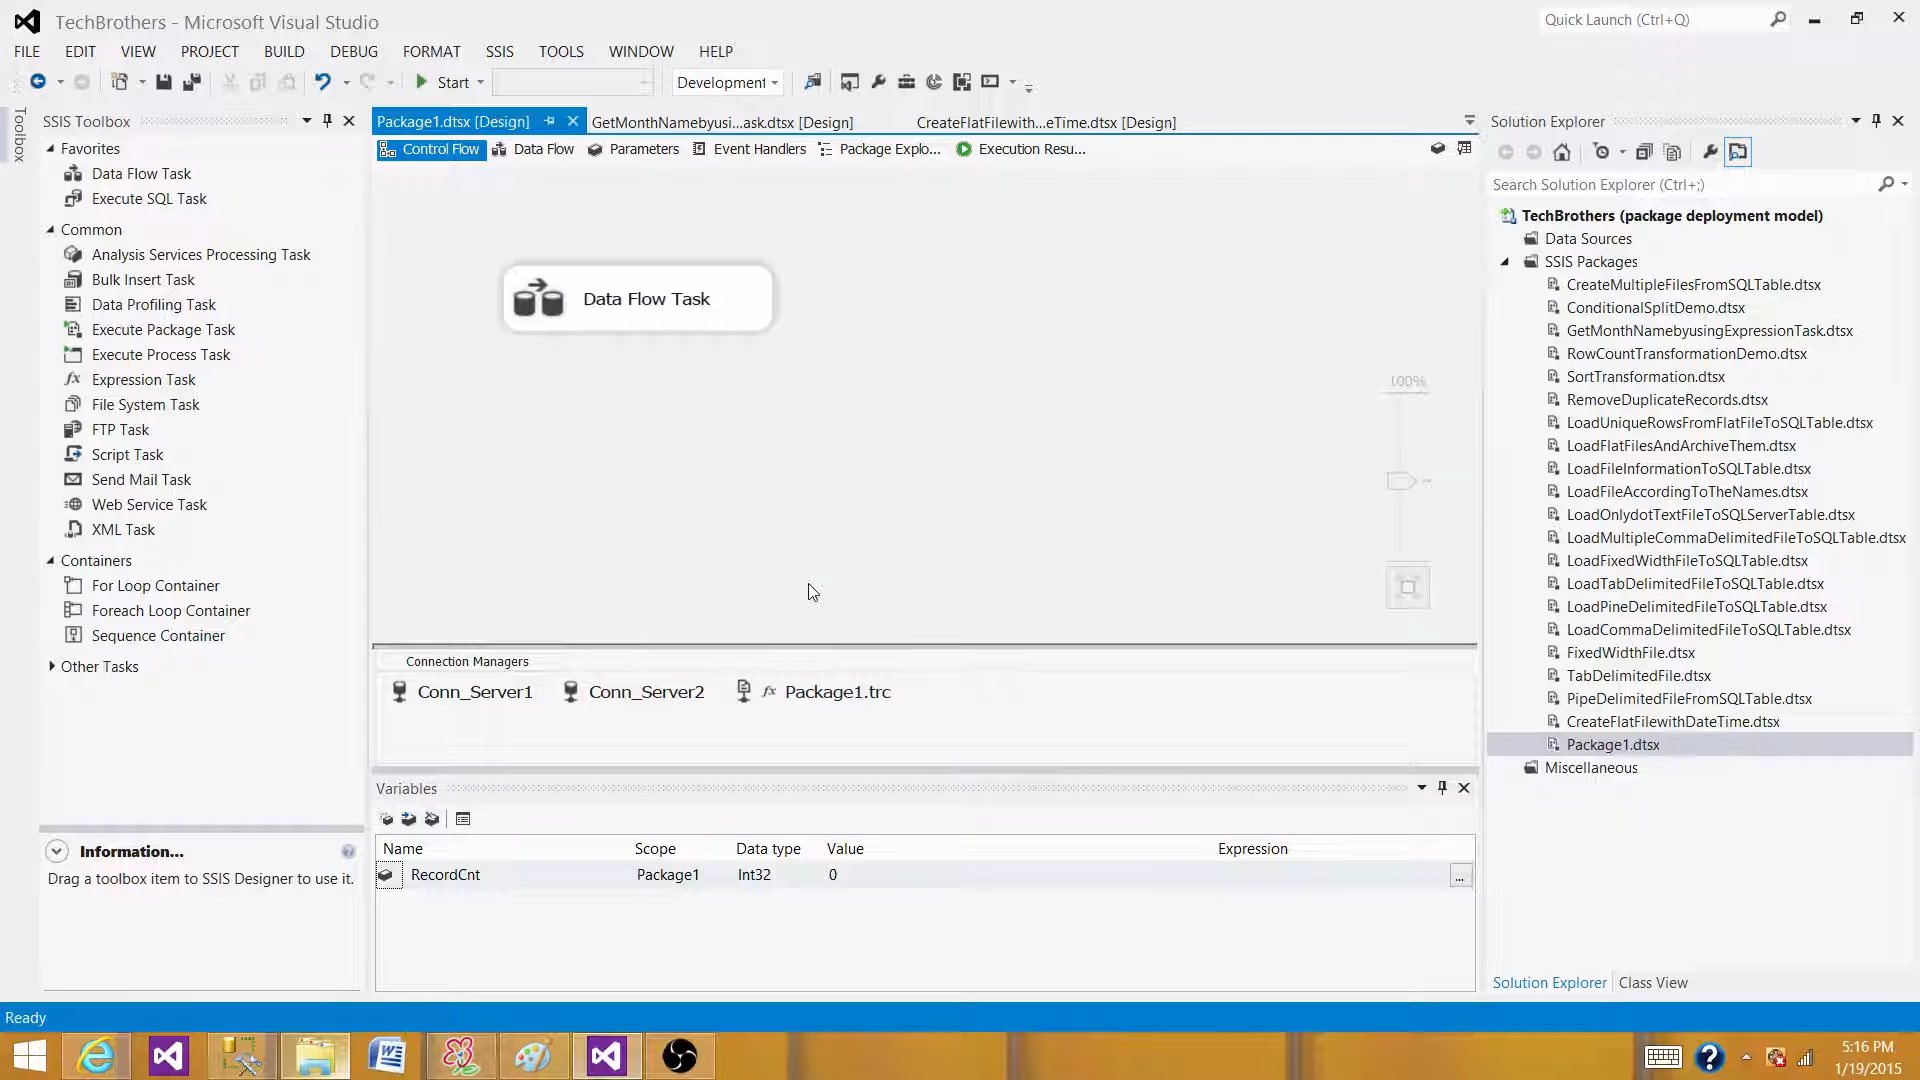 TechBrothers - Microsoft Visual Studio
Quick Launch (Ctrl+Q)
FILE EDIT VIEW PROJECT BUILD DEBUG FORMAT SSIS TOOLS WINDOW HELP
Start
Development
Toolbox
SSIS Toolbox
Favorites
Data Flow Task
Execute SQL Task
Common
Analysis Services Processing Task
Bulk Insert Task
Data Profiling Task
Execute Package Task
Execute Process Task
Expression Task
File System Task
FTP Task
Script Task
Send Mail Task
Web Service Task
XML Task
Containers
For Loop Container
Foreach Loop Container
Sequence Container
Other Tasks
Information...
Drag a toolbox item to SSIS Designer to use it.
Package1.dtsx [Design]
GetMonthNamebyusi...ask.dtsx [Design]
CreateFlatFilewith...eTime.dtsx [Design]
Control Flow
Data Flow
Parameters
Event Handlers
Package Explo...
Execution Resu...
Data Flow Task
100%
Connection Managers
Conn_Server1
Conn_Server2
fx Package1.trc
Variables
Name Scope Data type Value Expression
RecordCnt Package1 Int32 0 ...
Solution Explorer
Search Solution Explorer (Ctrl+;)
TechBrothers (package deployment model)
Data Sources
SSIS Packages
CreateMultipleFilesFromSQLTable.dtsx
ConditionalSplitDemo.dtsx
GetMonthNamebyusingExpressionTask.dtsx
RowCountTransformationDemo.dtsx
SortTransformation.dtsx
RemoveDuplicateRecords.dtsx
LoadUniqueRowsFromFlatFileToSQLTable.dtsx
LoadFlatFilesAndArchiveThem.dtsx
LoadFileInformationToSQLTable.dtsx
LoadFileAccordingToTheNames.dtsx
LoadOnlydotTextFileToSQLServerTable.dtsx
LoadMultipleCommaDelimitedFileToSQLTable.dtsx
LoadFixedWidthFileToSQLTable.dtsx
LoadTabDelimitedFileToSQLTable.dtsx
LoadPineDelimitedFileToSQLTable.dtsx
LoadCommaDelimitedFileToSQLTable.dtsx
FixedWidthFile.dtsx
TabDelimitedFile.dtsx
PipeDelimitedFileFromSQLTable.dtsx
CreateFlatFilewithDateTime.dtsx
Package1.dtsx
Miscellaneous
Solution Explorer
Class View
Ready
5:16 PM
1/19/2015